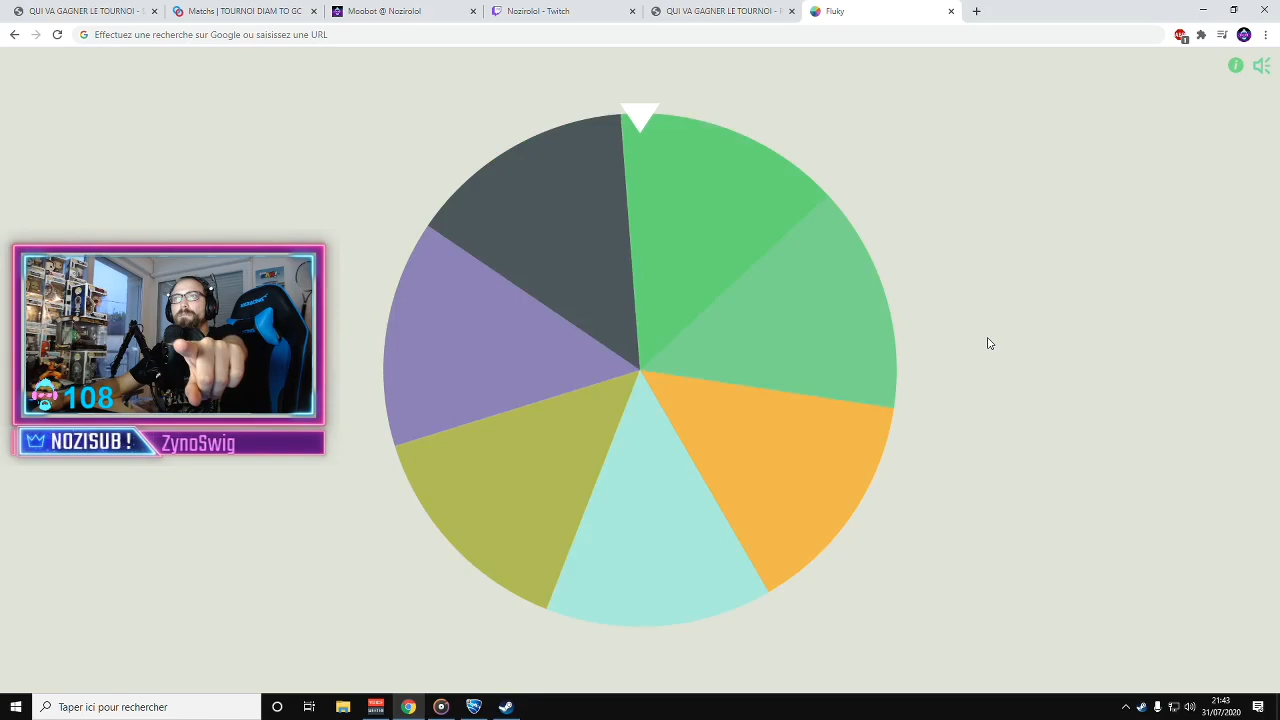 QUI VA GAGNER LE TOURNOI -
Matchs | TOURNOI DIAM TO GC
Moobot @ Nozirolol
Nozirolol - Twitch
QUI VA GAGNER LE TOURNOI -
Fluky
Effectuez une recherche sur Google ou saisissez une URL
108
NOZISUB !
ZynoSwig
Taper ici pour rechercher
21:43
31/07/2020